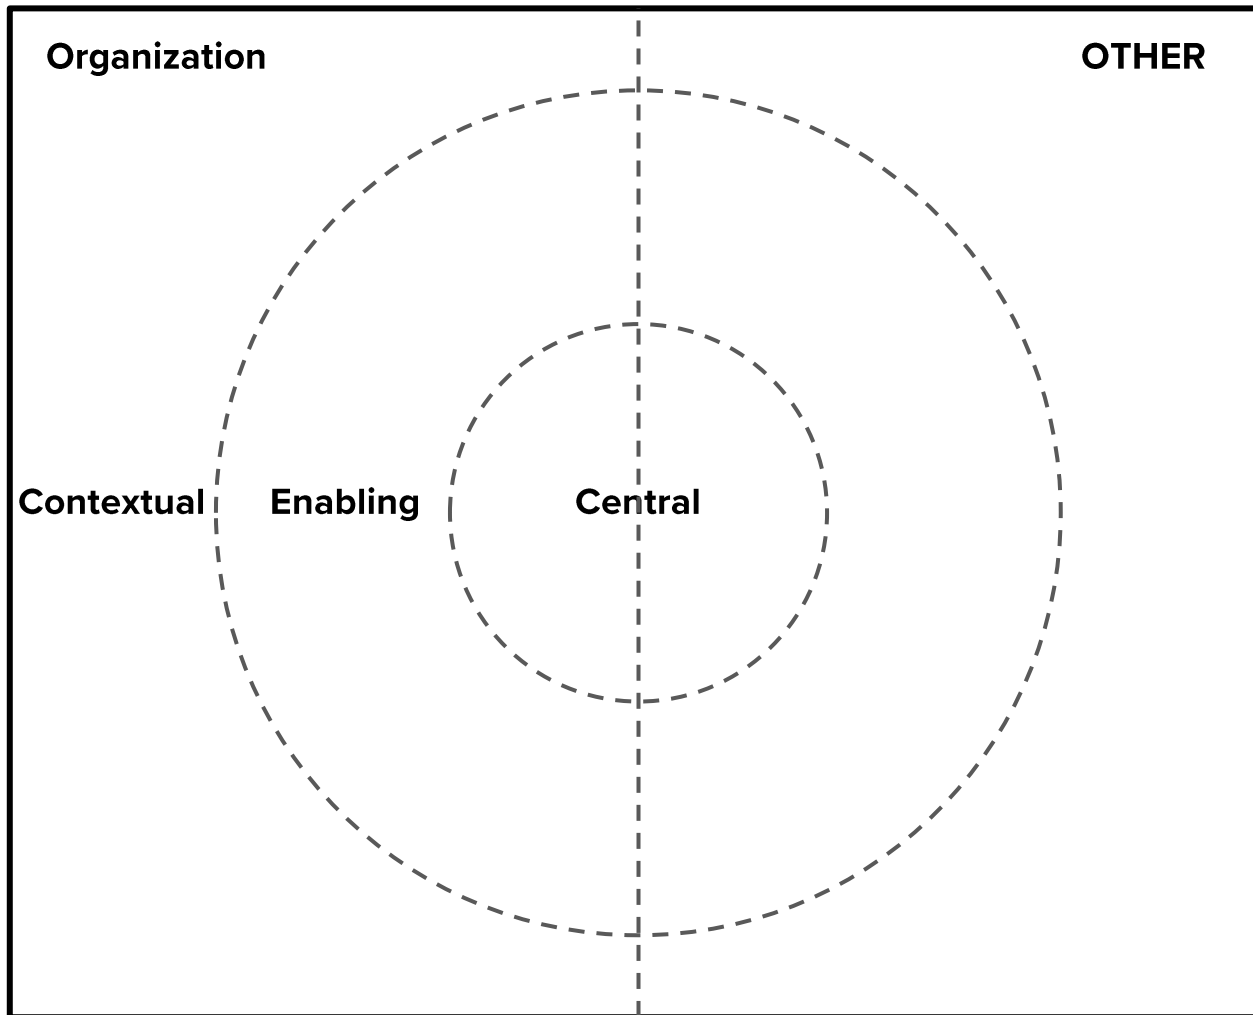 Organization
OTHER
Contextual
Enabling
Central